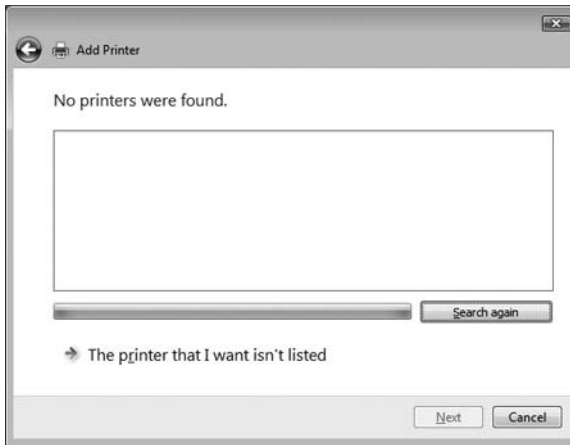 Add Printer
No printers were found.
Search again
The printer that I want isn't listed
Next Cancel